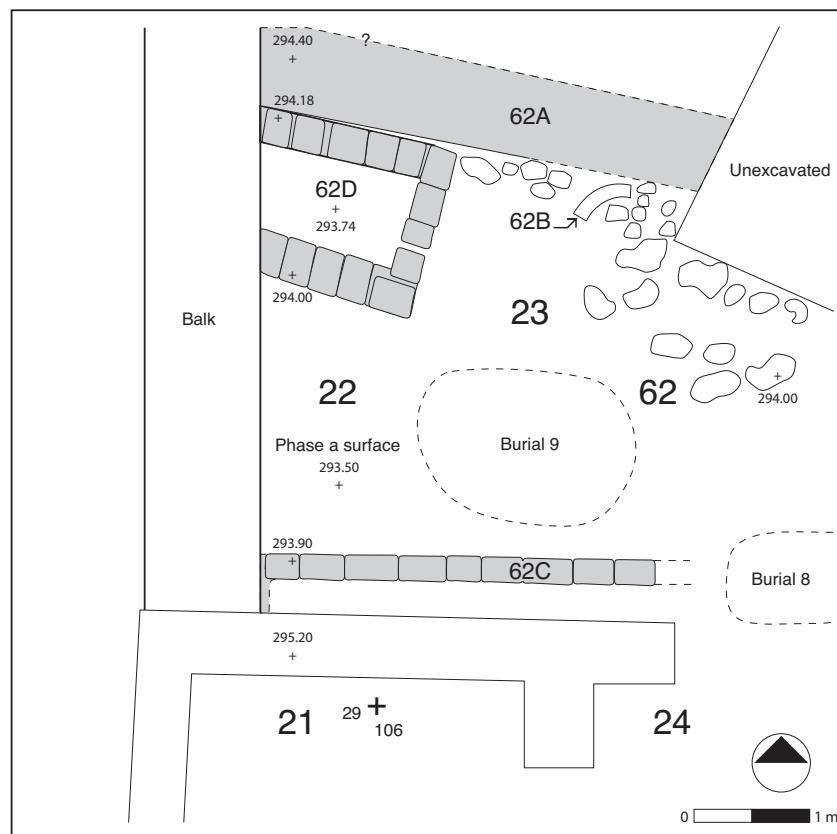 294.40
?
294.18
62A
Unexcavated
62D
293.74
62B
294.00
23
Balk
22
62
294.00
Phase a surface
293.50
Burial 9
293.90
62C
Burial 8
295.20
21
29
106
24
0
1 m